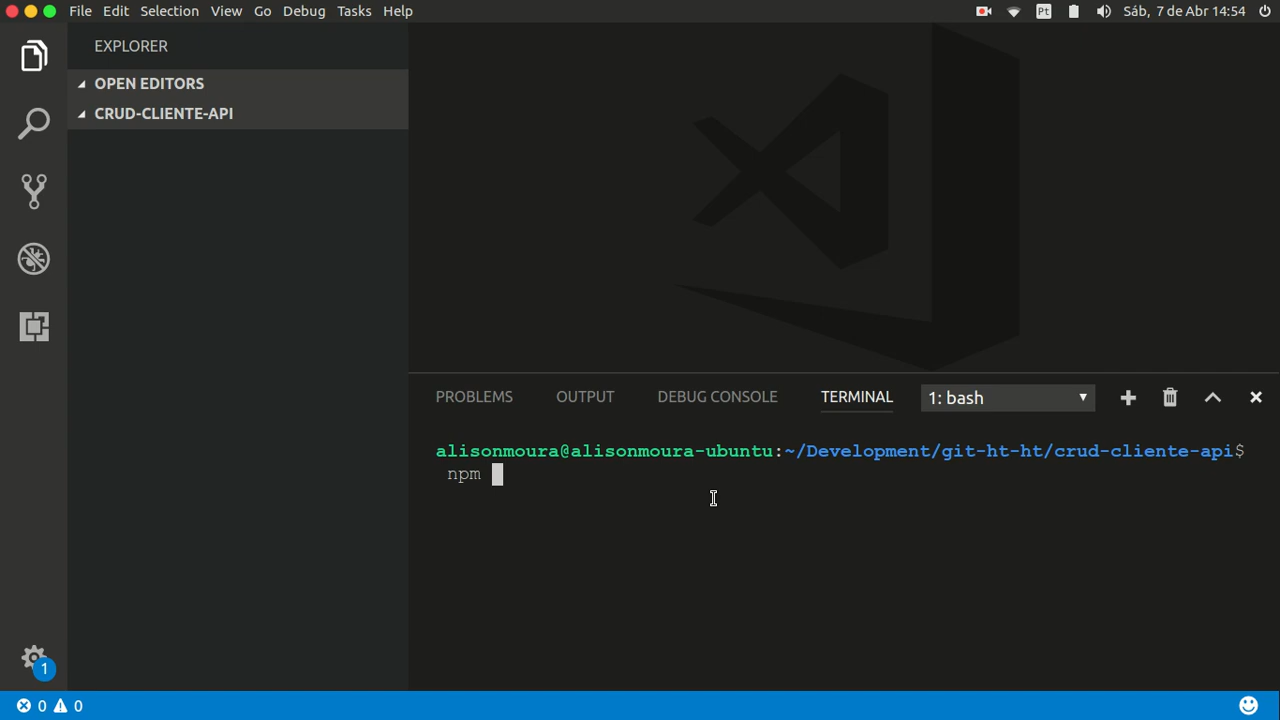 File Edit Selection View Go Debug Tasks Help Pt Sáb, 7 de Abr 14:54
EXPLORER
OPEN EDITORS
CRUD-CLIENTE-API
PROBLEMS OUTPUT DEBUG CONSOLE TERMINAL 1: bash
alisonmoura@alisonmoura-ubuntu:~/Development/git-ht-ht/crud-cliente-api$
npm
1
0 0